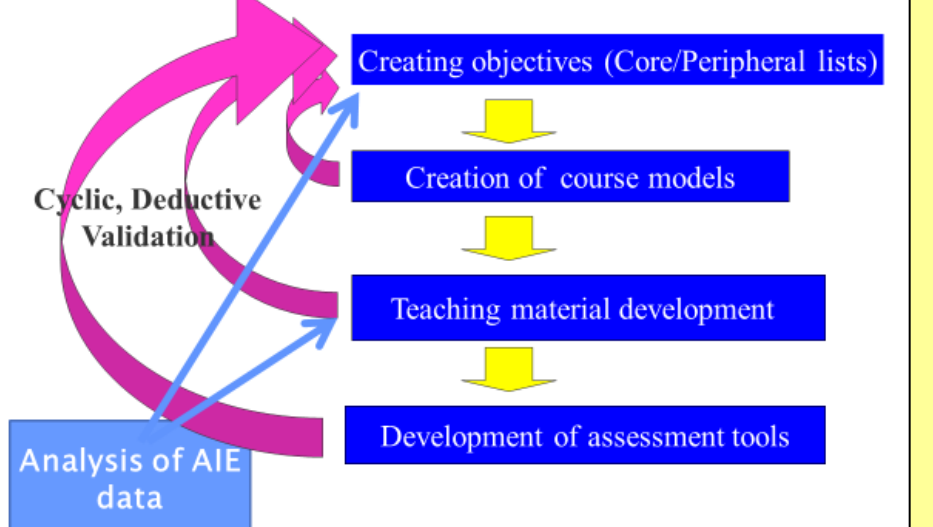 Creating objectives (Core/Peripheral lists)
Creation of course models
Cyclic, Deductive
Validation
Teaching material development
Development of assessment tools
Analysis of AIE
data